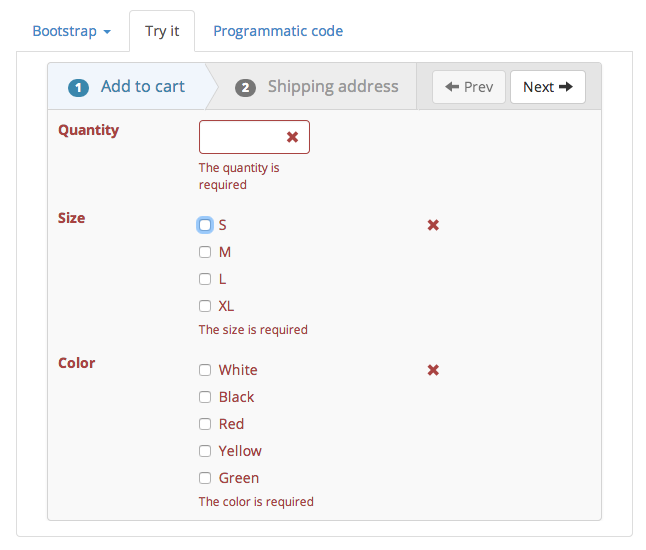 Bootstrap Try it Programmatic code
1 Add to cart 2 Shipping address Prev Next
Quantity
The quantity is
required
Size
S
M
L
XL
The size is required
Color
White
Black
Red
Yellow
Green
The color is required